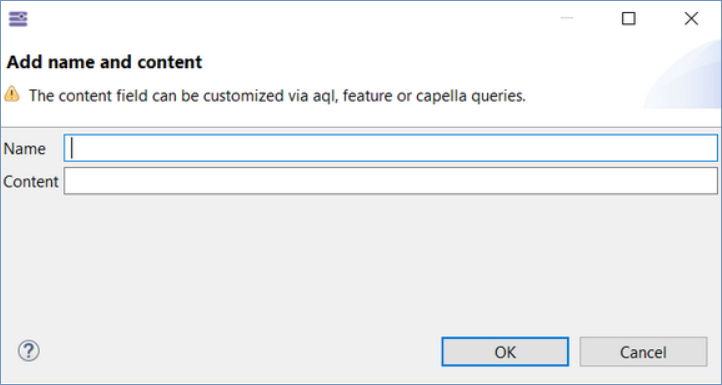 Add name and content
The content field can be customized via aql, feature or capella queries.
Name
Content
?
OK Cancel